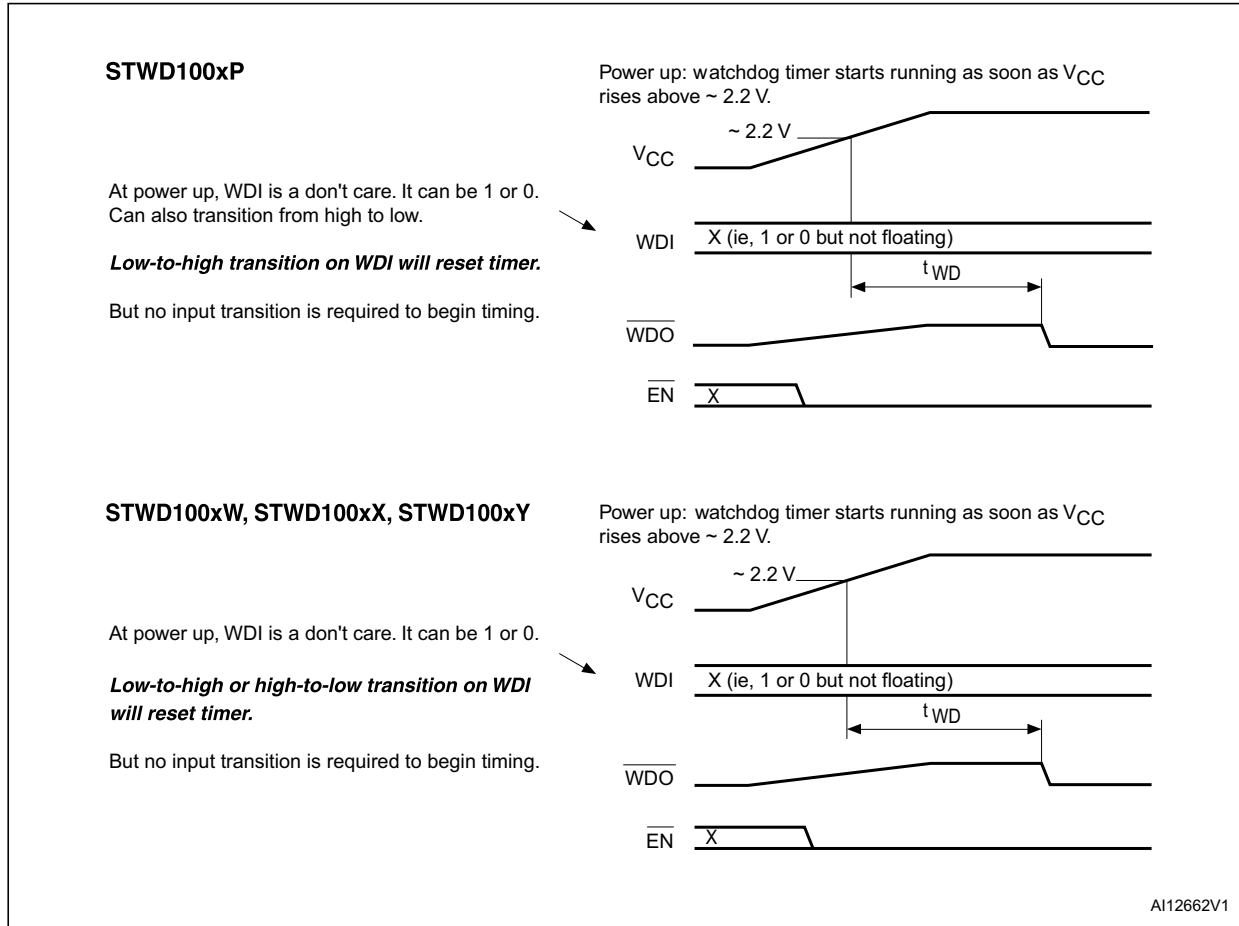 STWD100xP
Power up: watchdog timer starts running as soon as VCC
rises above ~ 2.2 V.
~ 2.2 V
VCC
At power up, WDI is a don't care. It can be 1 or 0.
Can also transition from high to low.
WDI
X (ie, 1 or 0 but not floating)
Low-to-high transition on WDI will reset timer.
t WD
But no input transition is required to begin timing.
WDO
EN
X
STWD100xW, STWD100xX, STWD100xY
Power up: watchdog timer starts running as soon as VCC
rises above ~ 2.2 V.
~ 2.2 V
VCC
At power up, WDI is a don't care. It can be 1 or 0.
WDI
X (ie, 1 or 0 but not floating)
Low-to-high or high-to-low transition on WDI
will reset timer.
t WD
But no input transition is required to begin timing.
WDO
EN
X
AI12662V1